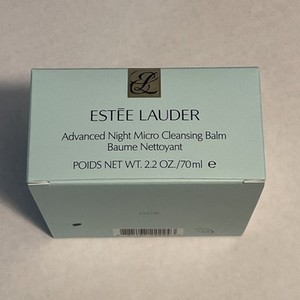 ESTĒE LAUDER
Advanced Night Micro Cleansing Balm
Baume Nettoyant
POIDS NET WT. 2.2 OZ./70ml ℮